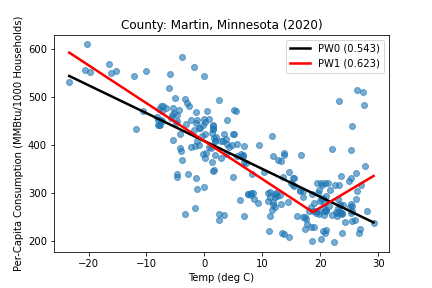 County: Martin, Minnesota (2020)
Per-Capita Consumption (MMBtu/1000 Households)
600
500
400
300
200
PW0 (0.543)
PW1 (0.623)
−20 −10 0 10 20 30
Temp (deg C)